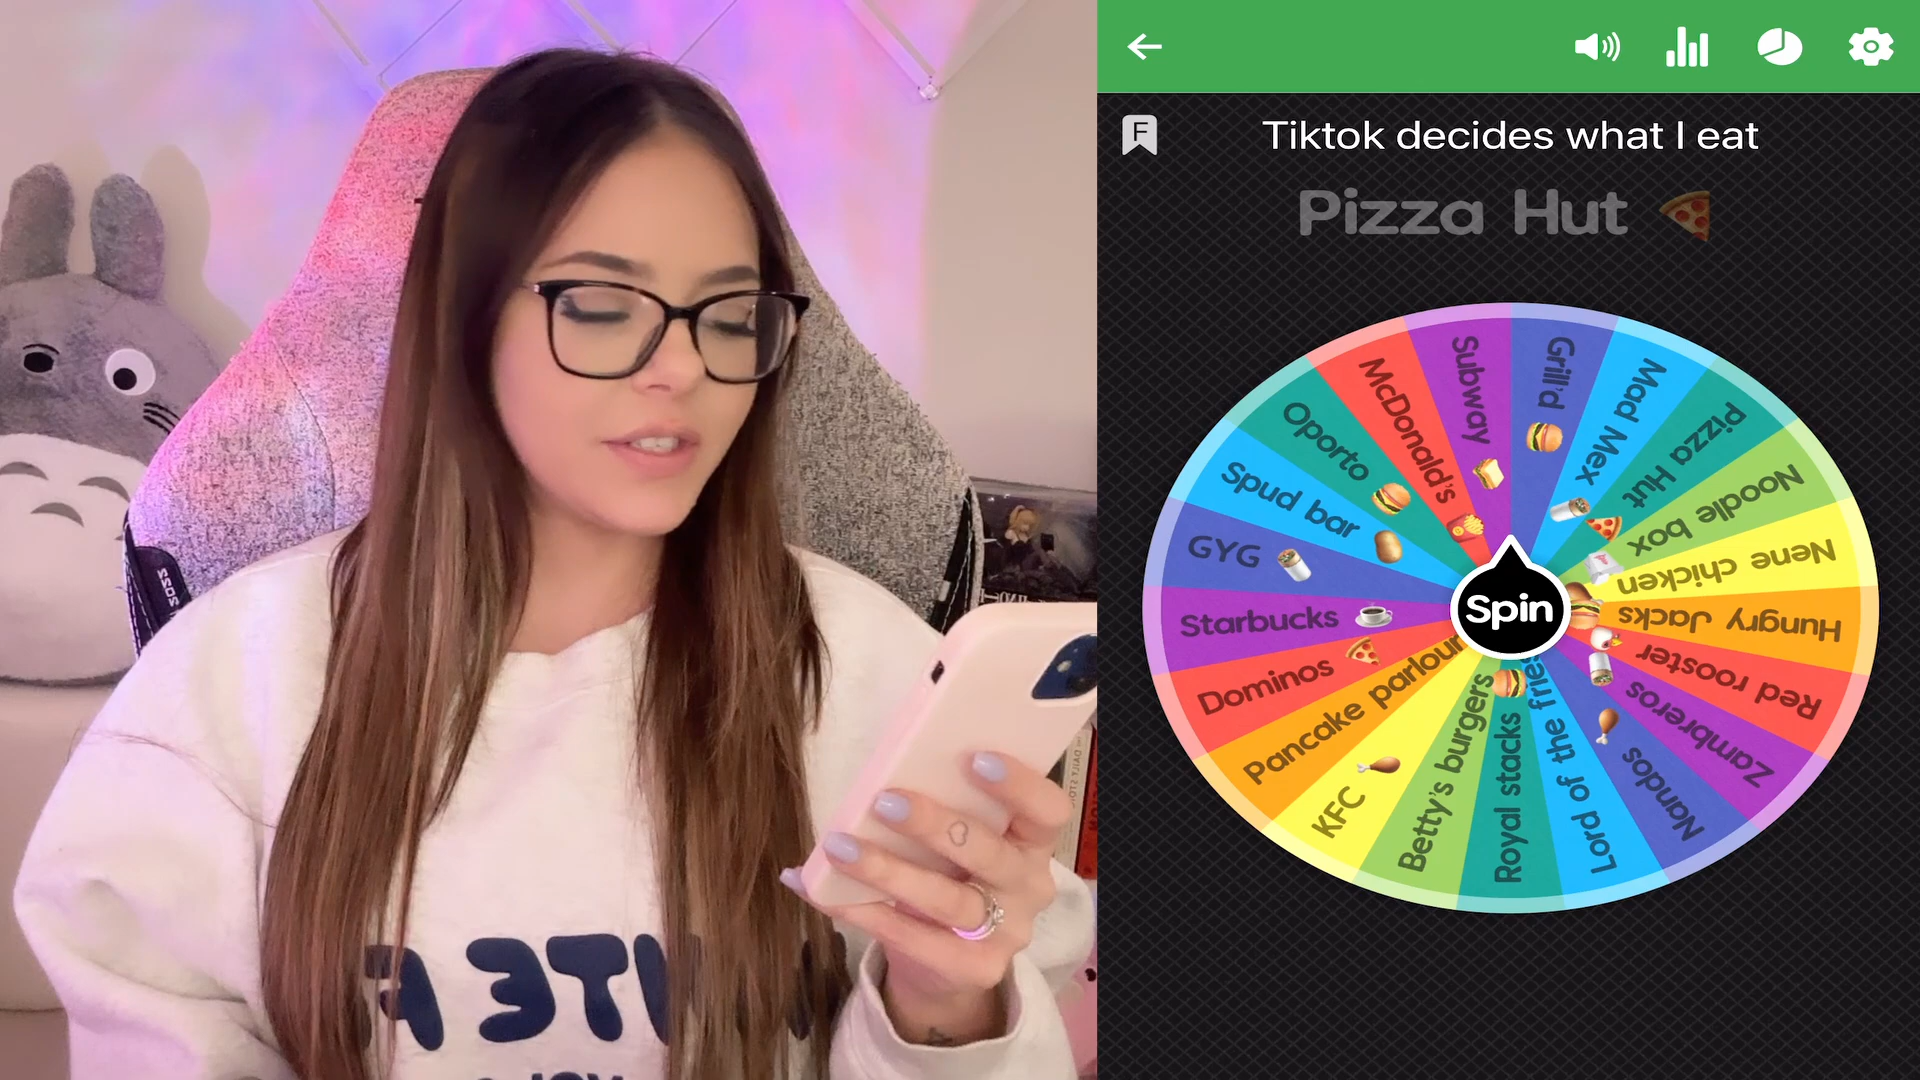 F
Tiktok decides what I eat
Pizza Hut
Subway
Grill'd
Mad Mex
Pizza Hut
Noodle box
Nene chicken
Hungry Jacks
Red rooster
Zambreros
Nandos
Lord of the fries
Royal stacks
Betty's burgers
KFC
Pancake parlour
Dominos
Starbucks
GYG
Spud bar
Oporto
McDonald's
Spin